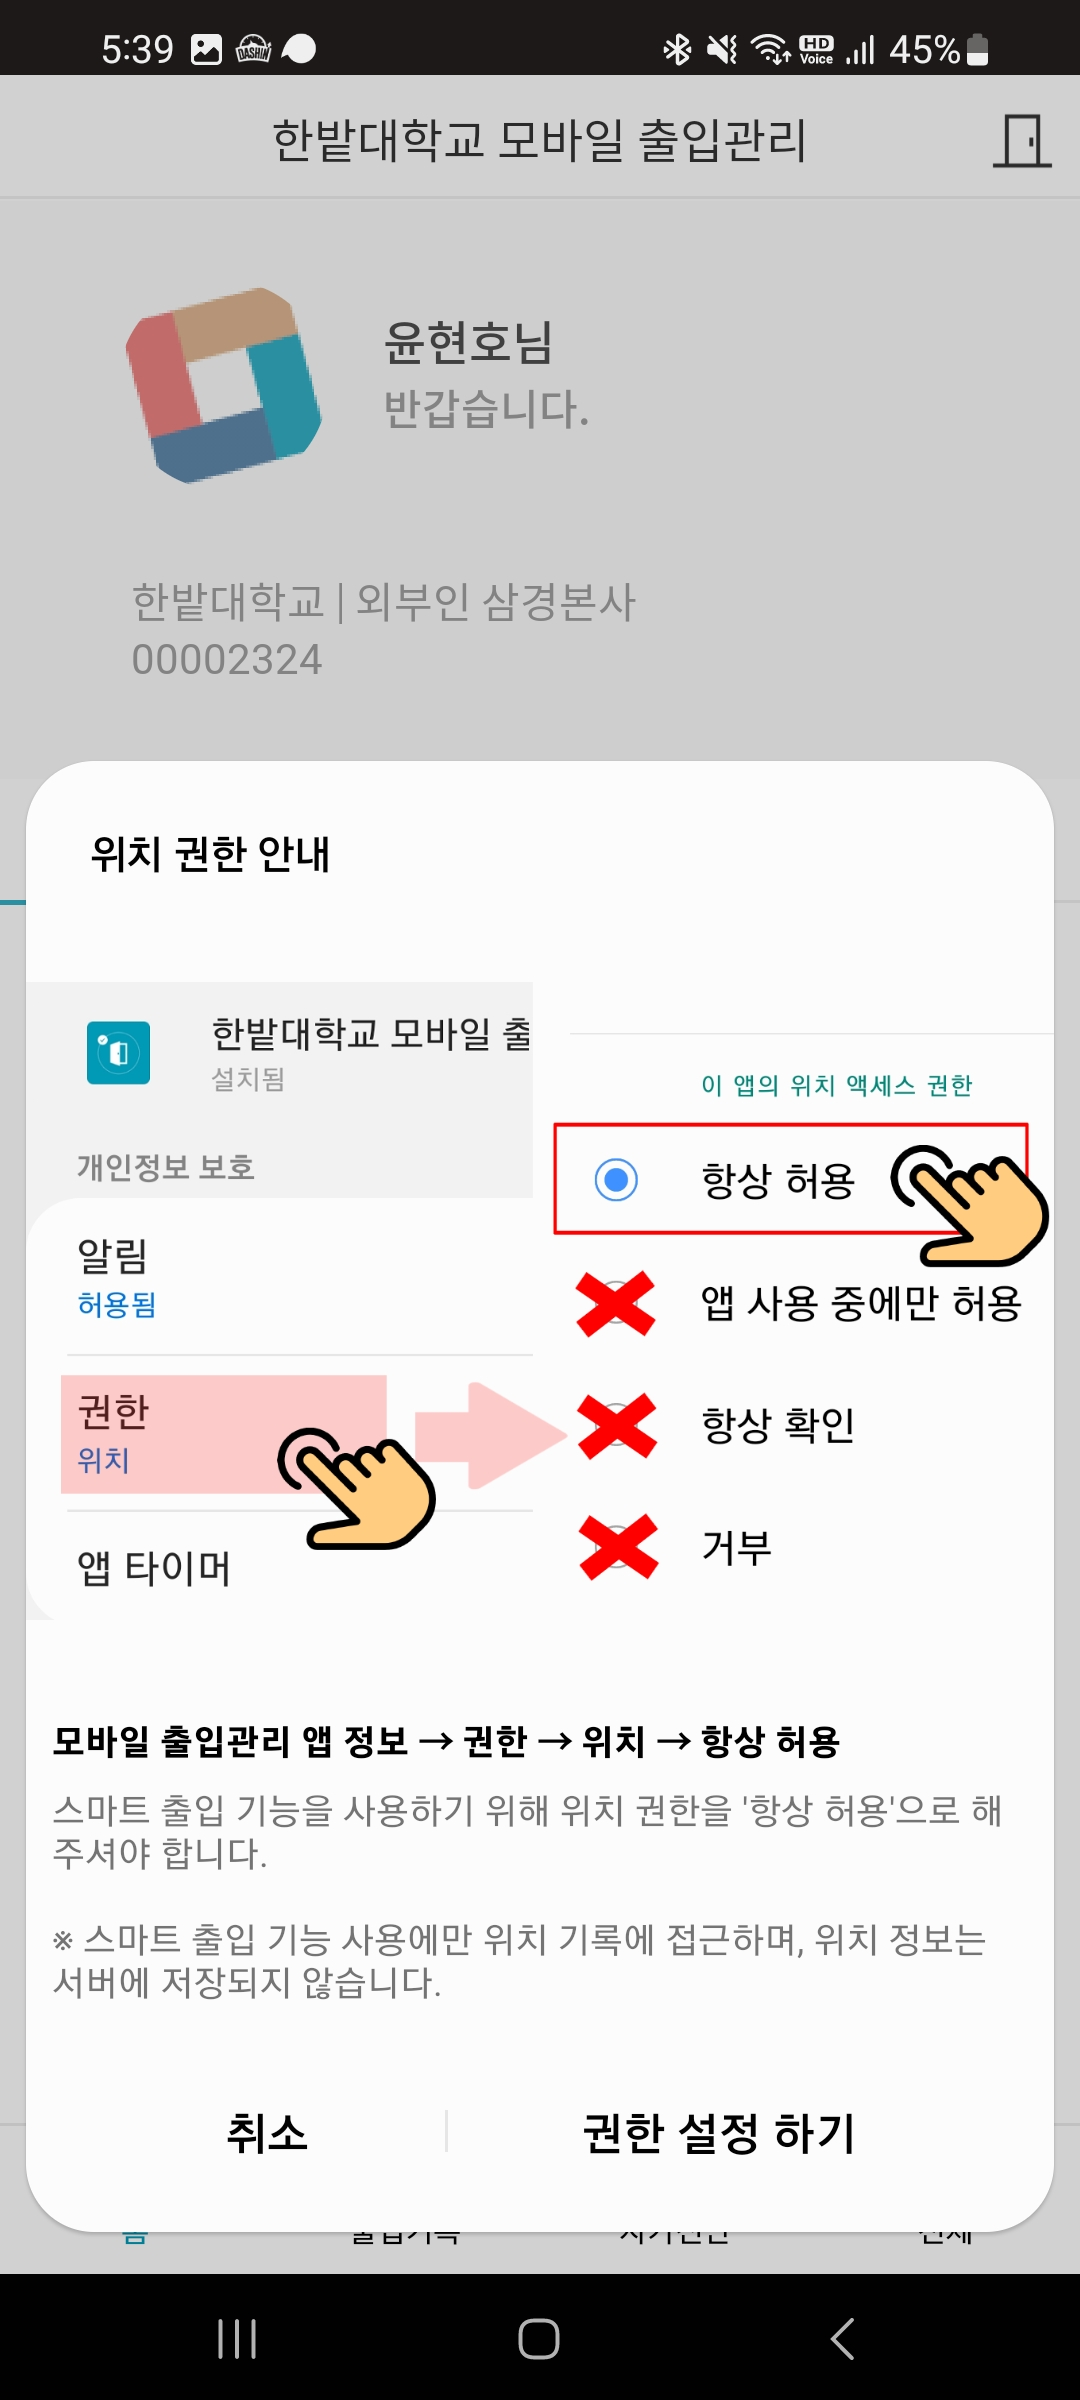 5:39
DASHIN
HD
Voice
45%
한밭대학교 모바일 출입관리
윤현호님
반갑습니다.
한밭대학교 | 외부인 삼경본사
00002324
위치 권한 안내
한밭대학교 모바일 출
설치됨
개인정보 보호
알림
허용됨
권한
위치
앱 타이머
이 앱의 위치 액세스 권한
항상 허용
앱 사용 중에만 허용
항상 확인
거부
모바일 출입관리 앱 정보 → 권한 → 위치 → 항상 허용
스마트 출입 기능을 사용하기 위해 위치 권한을 '항상 허용'으로 해
주셔야 합니다.
※ 스마트 출입 기능 사용에만 위치 기록에 접근하며, 위치 정보는
서버에 저장되지 않습니다.
취소
권한 설정 하기
홈
출입기록